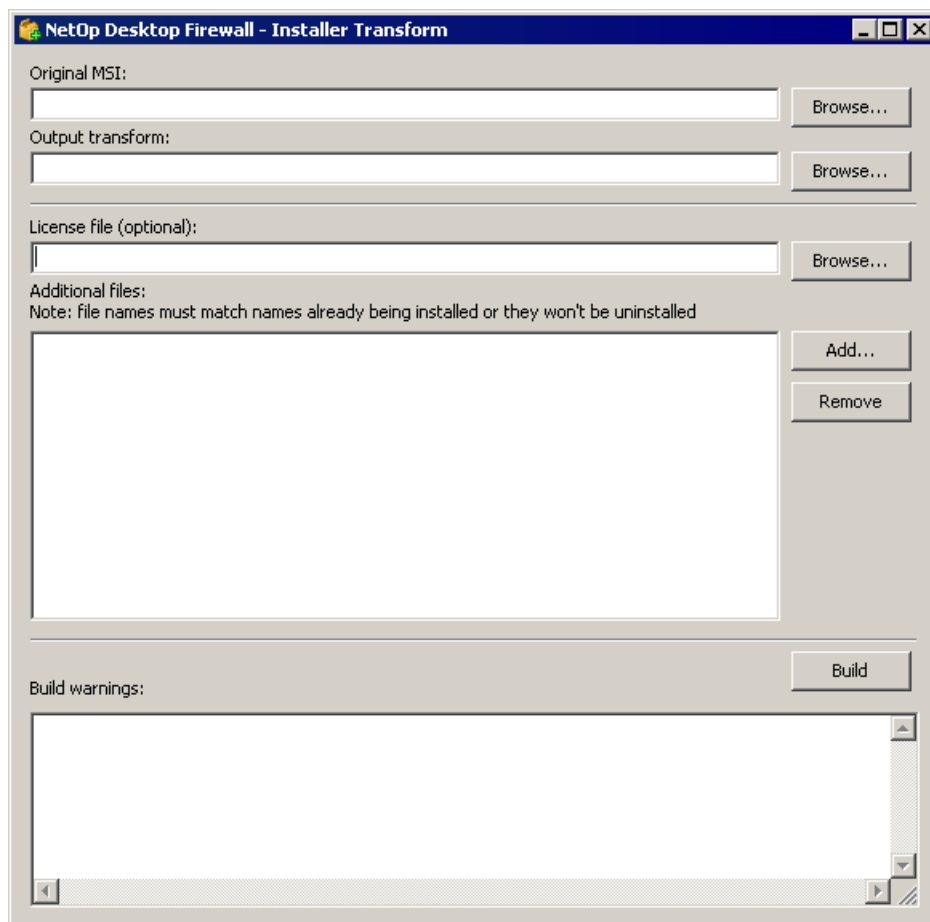 NetOp Desktop Firewall - Installer Transform
Original MSI:
Browse...
Output transform:
Browse...
License file (optional):
Browse...
Additional files:
Note: file names must match names already being installed or they won't be uninstalled
Add...
Remove
Build
Build warnings: